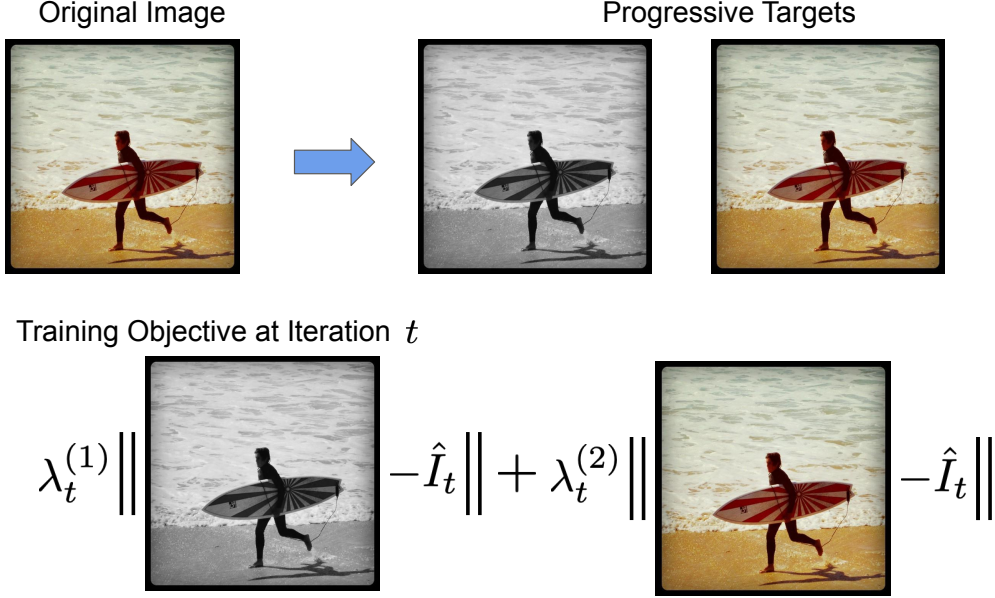 Original Image
Progressive Targets
Training Objective at Iteration t
λ_t^{(1)} ‖ − Î_t ‖ + λ_t^{(2)} ‖ − Î_t ‖